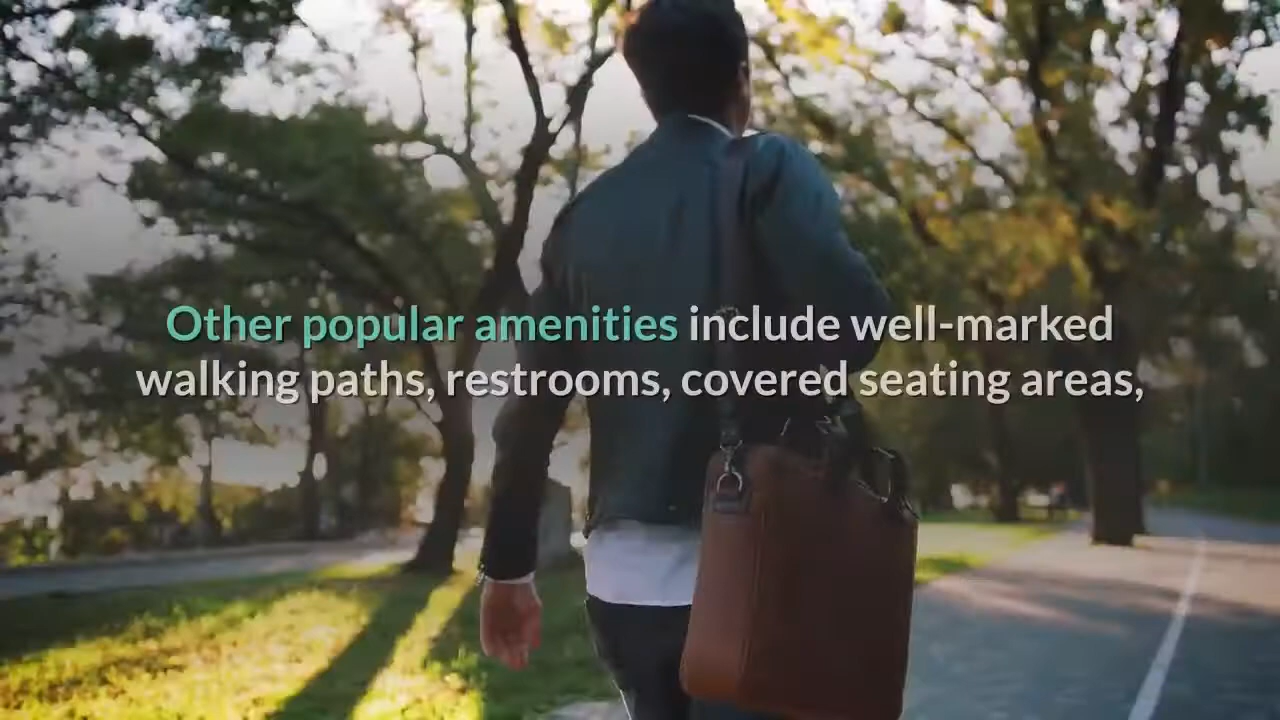 Other popular amenities include well-marked
walking paths, restrooms, covered seating areas,